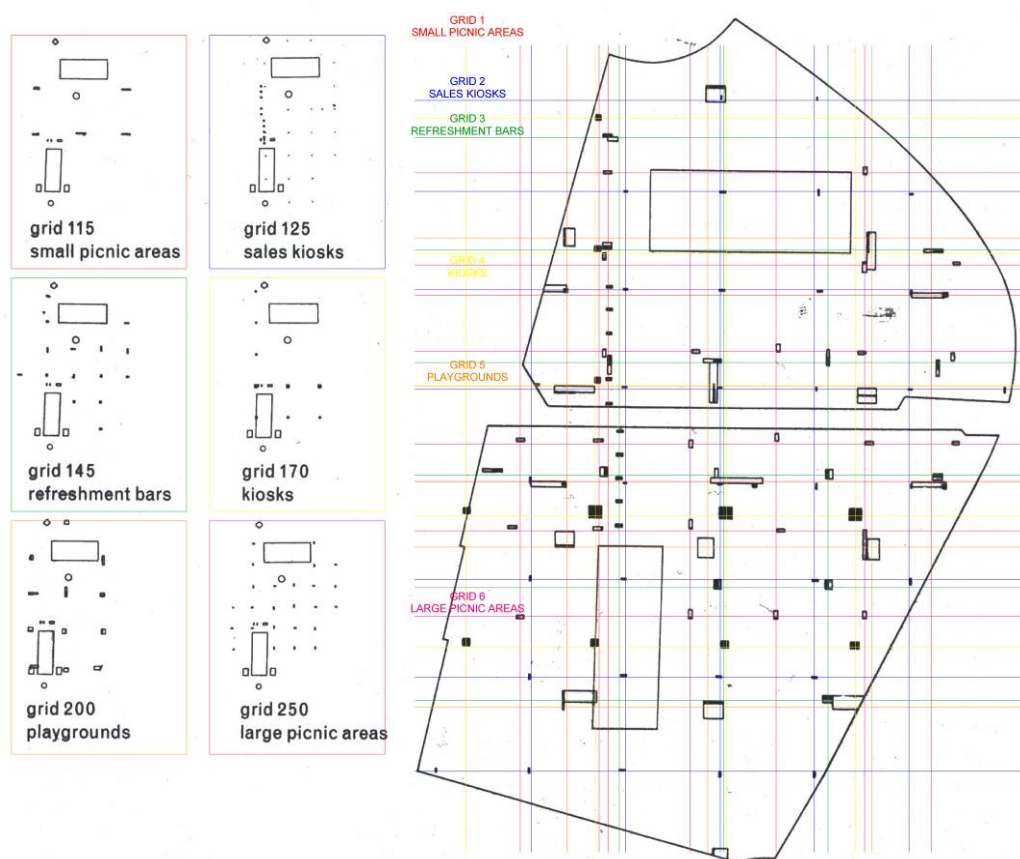 grid 115
small picnic areas
grid 125
sales kiosks
grid 145
refreshment bars
grid 170
kiosks
grid 200
playgrounds
grid 250
large picnic areas
GRID 1
SMALL PICNIC AREAS
GRID 2
SALES KIOSKS
GRID 3
REFRESHMENT BARS
GRID 4
KIOSKS
GRID 5
PLAYGROUNDS
GRID 6
LARGE PICNIC AREAS